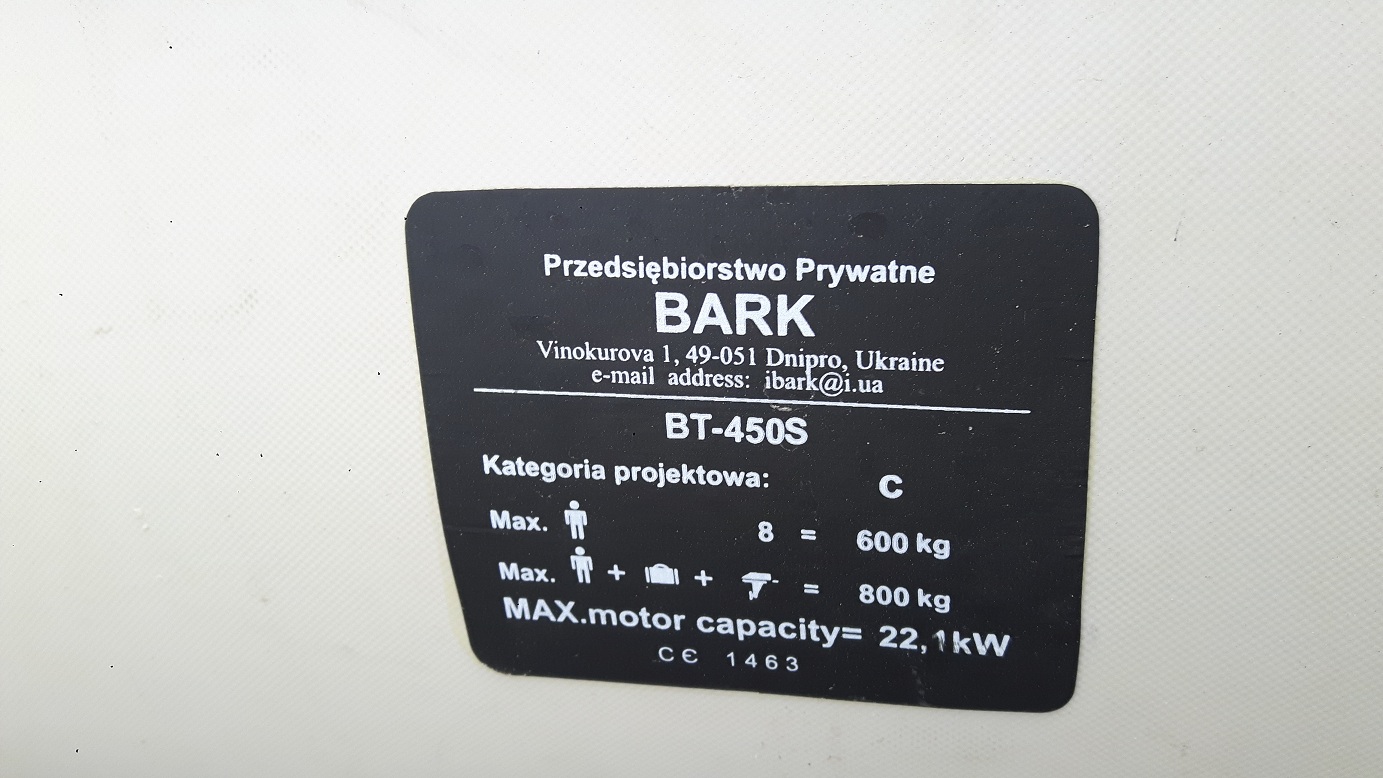 Przedsiębiorstwo Prywatne
BARK
Vinokurova 1, 49-051 Dnipro, Ukraine
e-mail address: ibark@i.ua
BT-450S
Kategoria projektowa: C
Max. 8 = 600 kg
Max. + + = 800 kg
MAX.motor capacity= 22,1kW
CЄ 1463